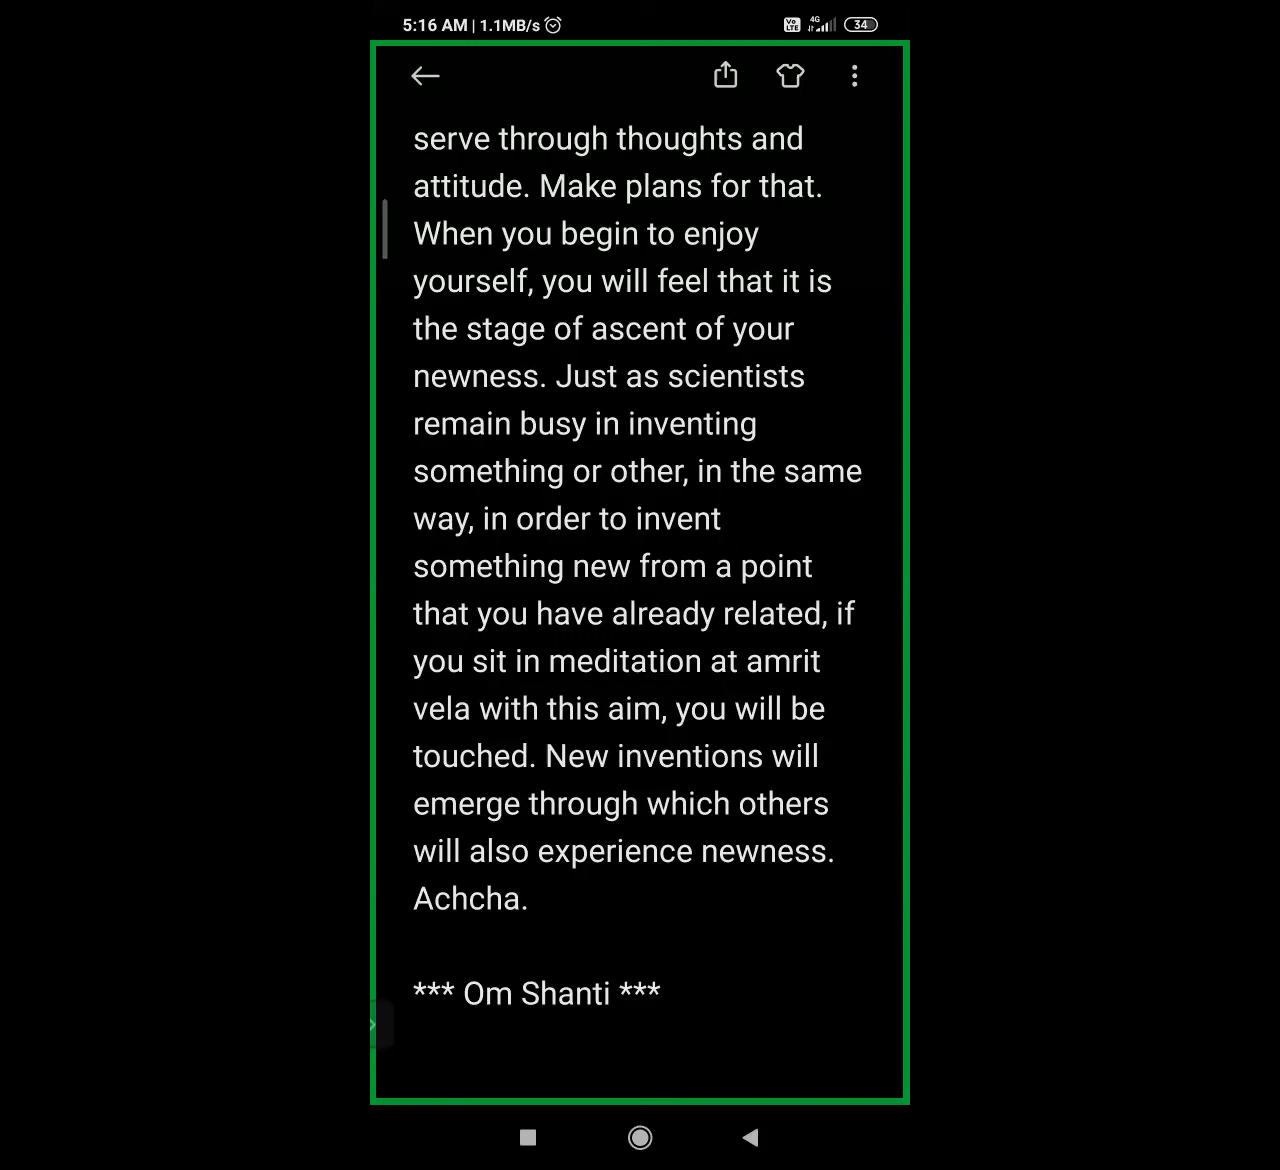 5:16 AM | 1.1MB/s Vo LTE 4G 34
serve through thoughts and
attitude. Make plans for that.
When you begin to enjoy
yourself, you will feel that it is
the stage of ascent of your
newness. Just as scientists
remain busy in inventing
something or other, in the same
way, in order to invent
something new from a point
that you have already related, if
you sit in meditation at amrit
vela with this aim, you will be
touched. New inventions will
emerge through which others
will also experience newness.
Achcha.
*** Om Shanti ***